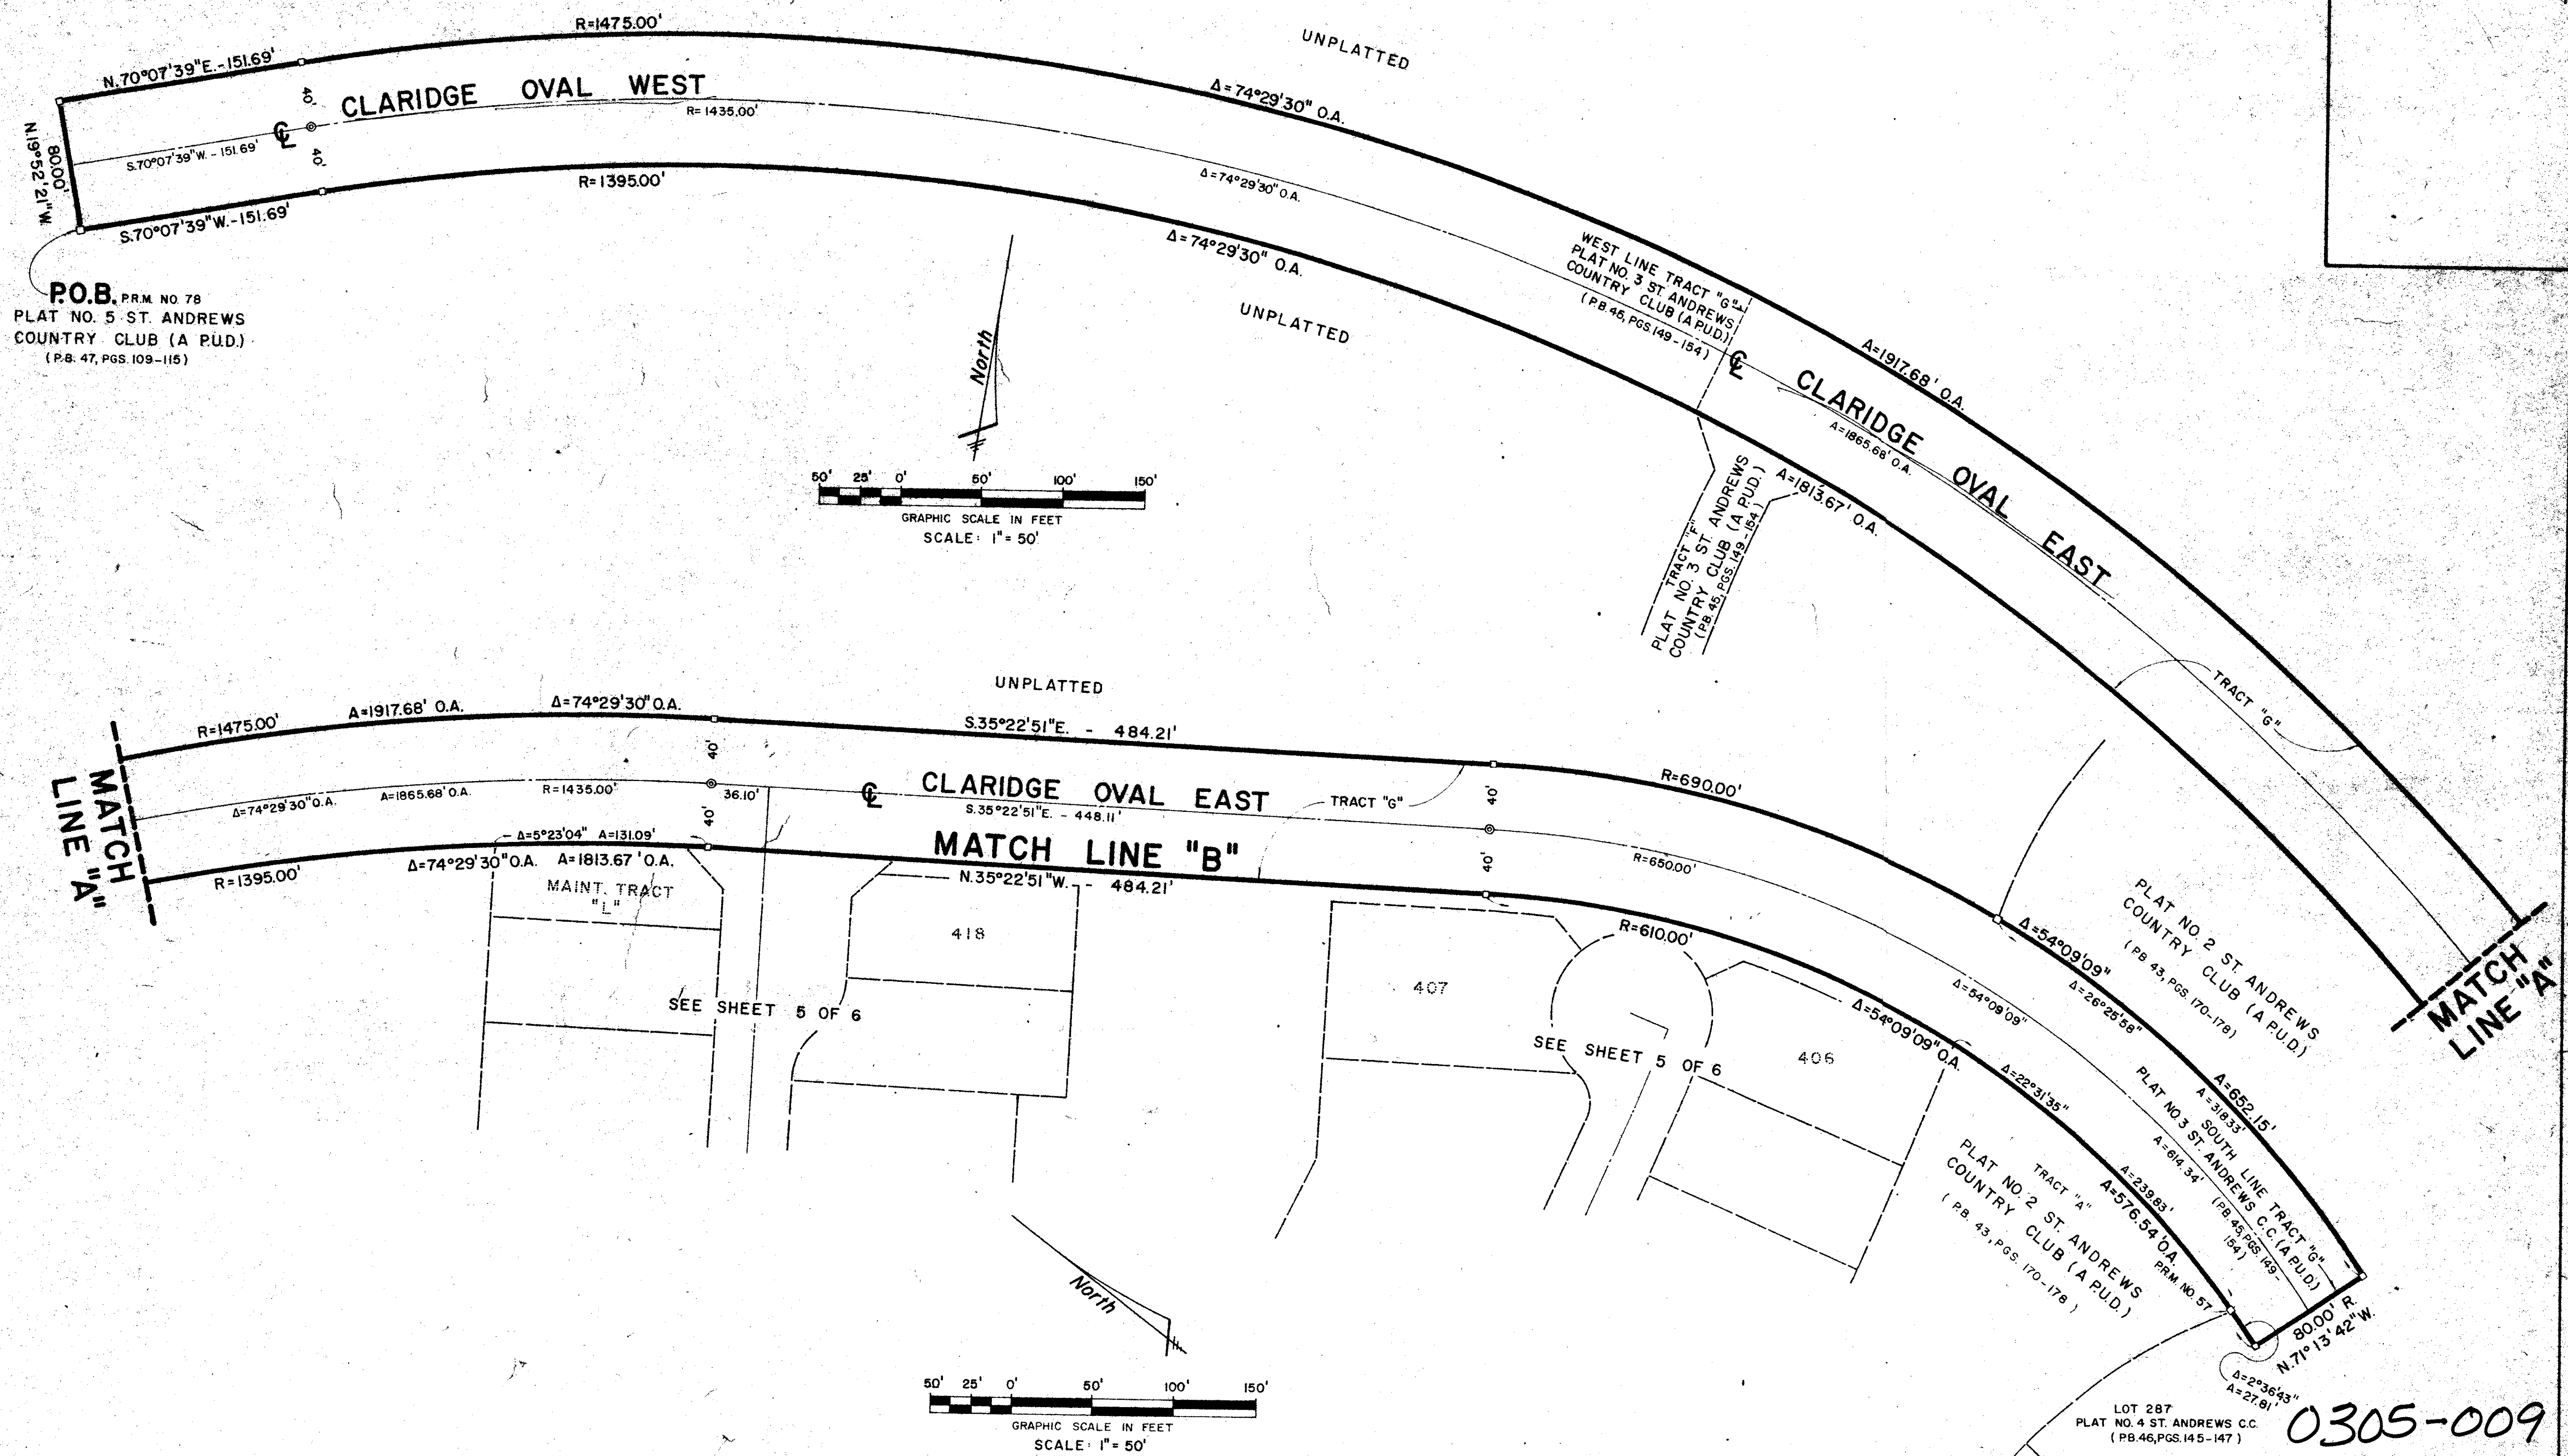 R=1475.00'
N.70°07'39"E.-151.69'
40'
CLARIDGE OVAL WEST
R=1435.00'
℄
40'
S.70°07'39"W.-151.69'
80.00'
N.19°52'21"W.
S.70°07'39"W.-151.69'
R=1395.00'
P.O.B. P.R.M. NO. 78
PLAT NO. 5 ST. ANDREWS
COUNTRY CLUB (A P.U.D.)
(P.B. 47, PGS. 109-115)
UNPLATTED
Δ=74°29'30" O.A.
Δ=74°29'30" O.A.
Δ=74°29'30" O.A.
UNPLATTED
North
50' 25' 0' 50' 100' 150'
GRAPHIC SCALE IN FEET
SCALE: 1"=50'
WEST LINE TRACT "G"
PLAT NO. 3 ST. ANDREWS
COUNTRY CLUB (A P.U.D.)
(P.B. 45, PGS. 149-154)
℄
A=1917.68' O.A.
CLARIDGE OVAL EAST
A=1865.68' O.A.
A=1813.67' O.A.
TRACT "F"
PLAT NO. 3 ST. ANDREWS
COUNTRY CLUB (A P.U.D.)
(P.B. 45, PGS. 149-154)
TRACT "G"
MATCH
LINE "A"
UNPLATTED
R=1475.00'
A=1917.68' O.A.
Δ=74°29'30" O.A.
S.35°22'51"E. - 484.21'
MATCH
LINE "A"
Δ=74°29'30" O.A.
A=1865.68' O.A.
R=1435.00'
40'
36.10'
40'
℄
CLARIDGE OVAL EAST
S.35°22'51"E. - 448.11'
TRACT "G"
40'
40'
R=690.00'
R=650.00'
Δ=5°23'04" A=131.09'
R=1395.00'
Δ=74°29'30" O.A. A=1813.67' O.A.
MATCH LINE "B"
N.35°22'51"W. - 484.21'
MAINT. TRACT
"L"
418
SEE SHEET 5 OF 6
407
R=610.00'
SEE SHEET 5 OF 6
406
Δ=54°09'09" O.A.
Δ=54°09'09"
Δ=54°09'09"
Δ=26°25'58"
PLAT NO. 2 ST. ANDREWS
COUNTRY CLUB (A P.U.D.)
(P.B. 43, PGS. 170-178)
Δ=22°31'35"
A=652.15'
A=318.33'
SOUTH LINE TRACT "G"
PLAT NO. 3 ST. ANDREWS C.C. (A P.U.D.)
(P.B. 45, PGS. 149-
154)
A=614.34'
A=239.83'
A=576.54' O.A.
P.R.M. NO. 57
TRACT "A"
PLAT NO. 2 ST. ANDREWS
COUNTRY CLUB (A P.U.D.)
(P.B. 43, PGS. 170-178)
80.00' R.
N.71°13'42"W.
Δ=2°36'43"
A=27.81'
North
50' 25' 0' 50' 100' 150'
GRAPHIC SCALE IN FEET
SCALE: 1"=50'
LOT 287
PLAT NO. 4 ST. ANDREWS C.C.
(P.B. 46, PGS. 145-147)
0305-009